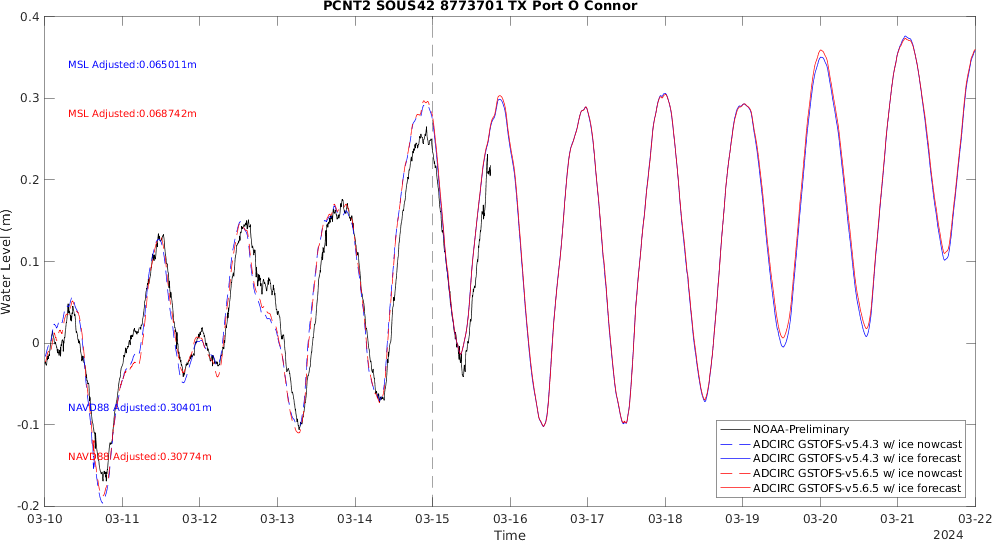 PCNT2 SOUS42 8773701 TX Port O Connor
MSL Adjusted:0.065011m
MSL Adjusted:0.068742m
NAVD88 Adjusted:0.30401m
NAVD88 Adjusted:0.30774m
Water Level (m)
0.4
0.3
0.2
0.1
0
-0.1
-0.2
NOAA-Preliminary
ADCIRC GSTOFS-v5.4.3 w/ ice nowcast
ADCIRC GSTOFS-v5.4.3 w/ ice forecast
ADCIRC GSTOFS-v5.6.5 w/ ice nowcast
ADCIRC GSTOFS-v5.6.5 w/ ice forecast
03-10 03-11 03-12 03-13 03-14 03-15 03-16 03-17 03-18 03-19 03-20 03-21 03-22
Time
2024